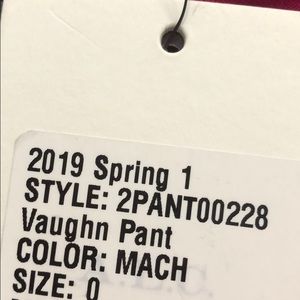 2019 Spring 1
STYLE: 2PANT00228
Vaughn Pant
COLOR: MACH
SIZE: 0